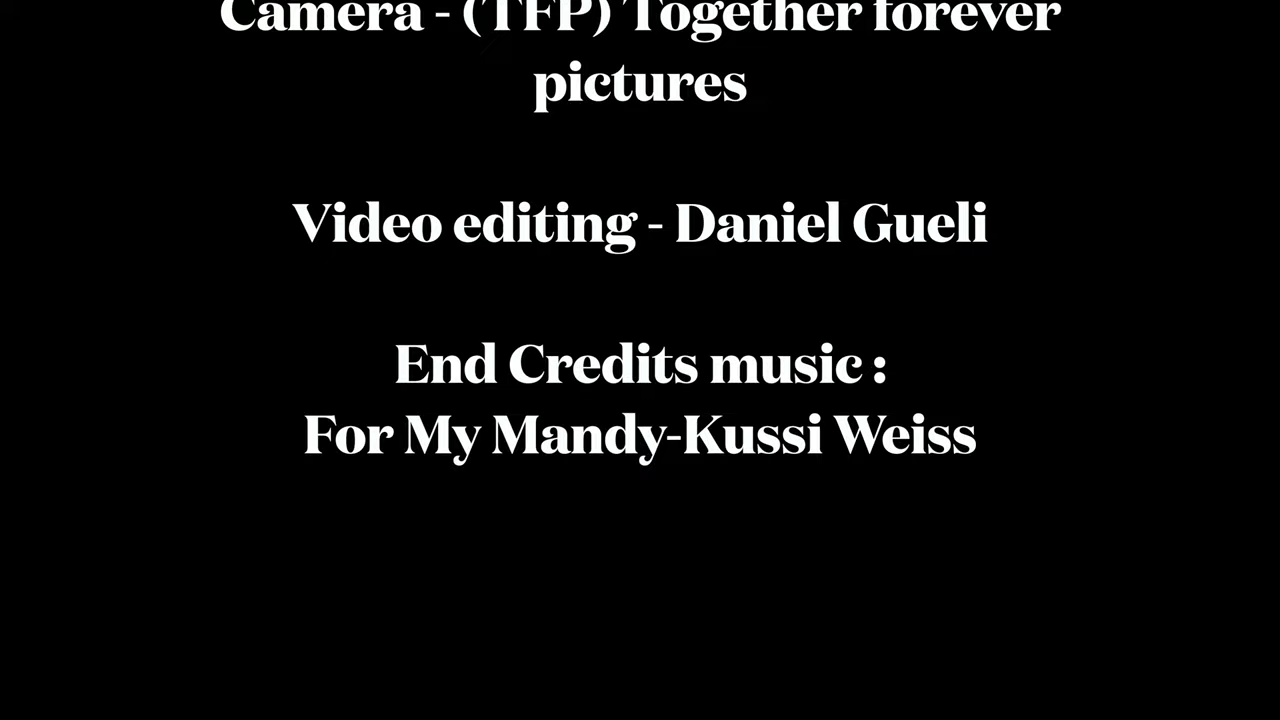 Camera - (TFP) Together forever
pictures
Video editing - Daniel Gueli
End Credits music :
For My Mandy-Kussi Weiss